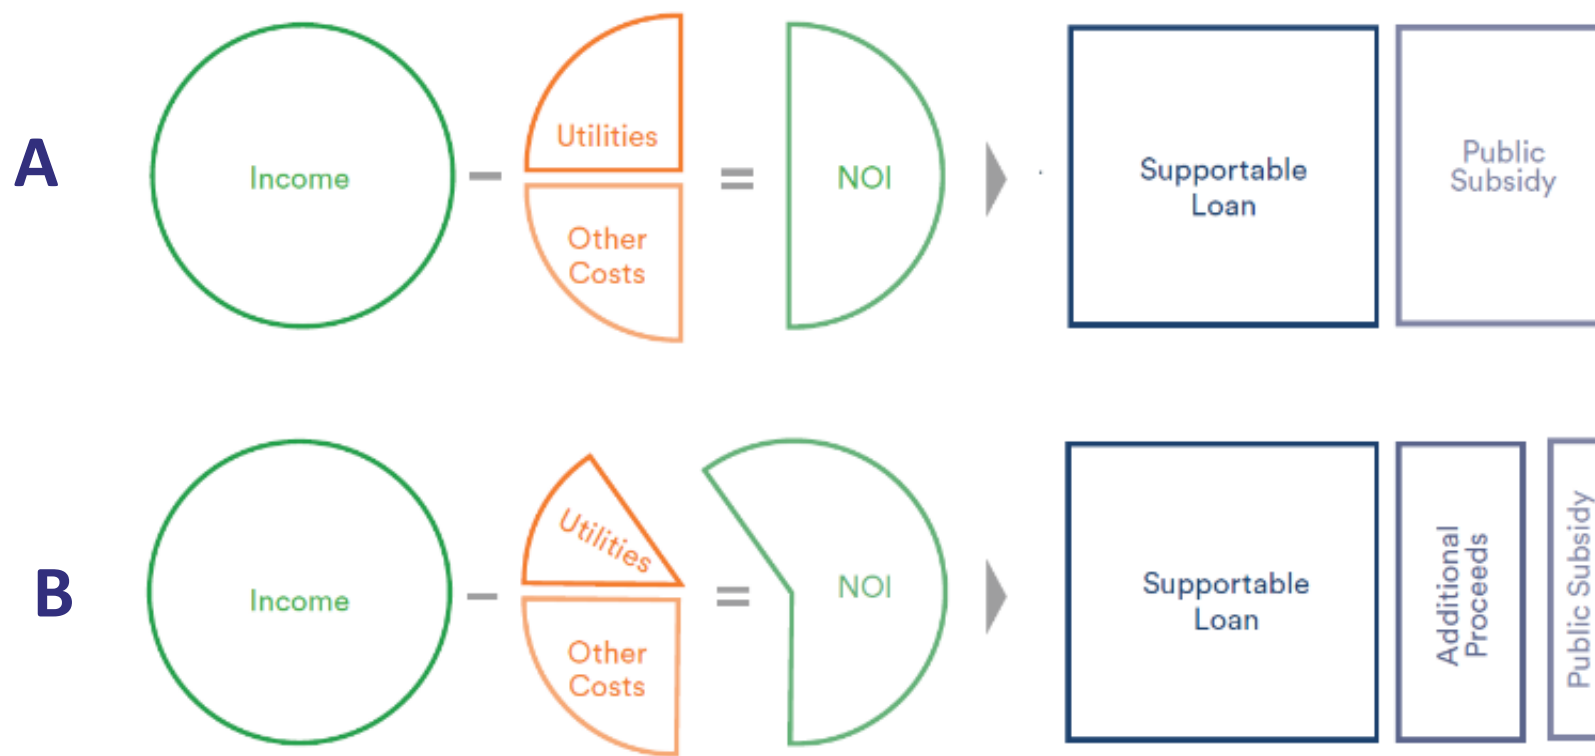 A
Income
Utilities
Other
Costs
NOI
Supportable
Loan
Public
Subsidy
B
Income
Utilities
Other
Costs
NOI
Supportable
Loan
Additional
Proceeds
Public Subsidy